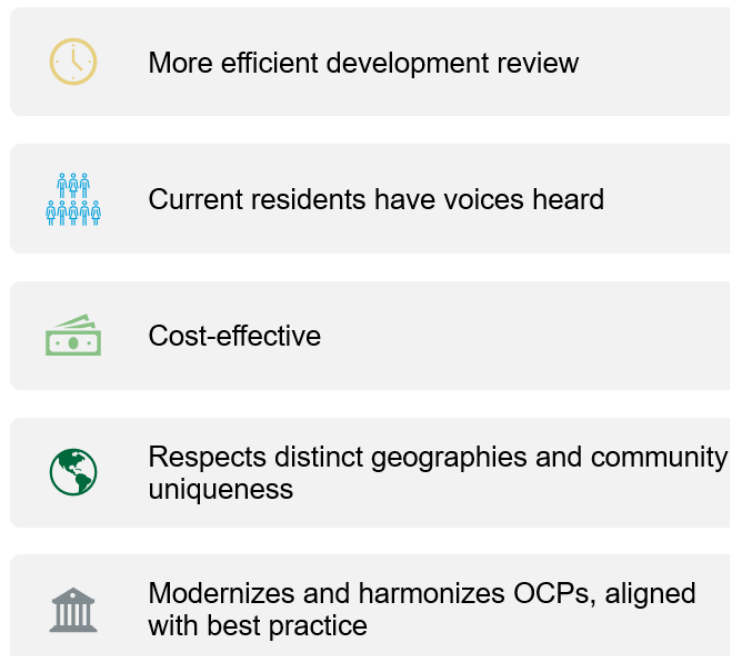 More efficient development review
Current residents have voices heard
Cost-effective
Respects distinct geographies and community
uniqueness
Modernizes and harmonizes OCPs, aligned
with best practice